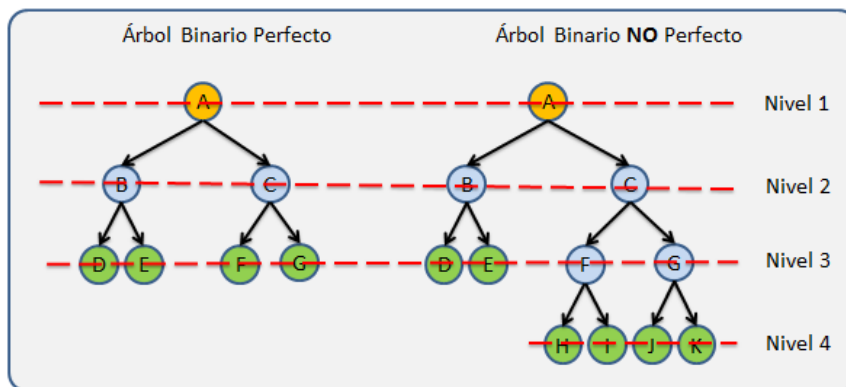 Árbol Binario Perfecto
Árbol Binario NO Perfecto
A A Nivel 1
B C B C Nivel 2
D E F G D E F G Nivel 3
H I J K Nivel 4